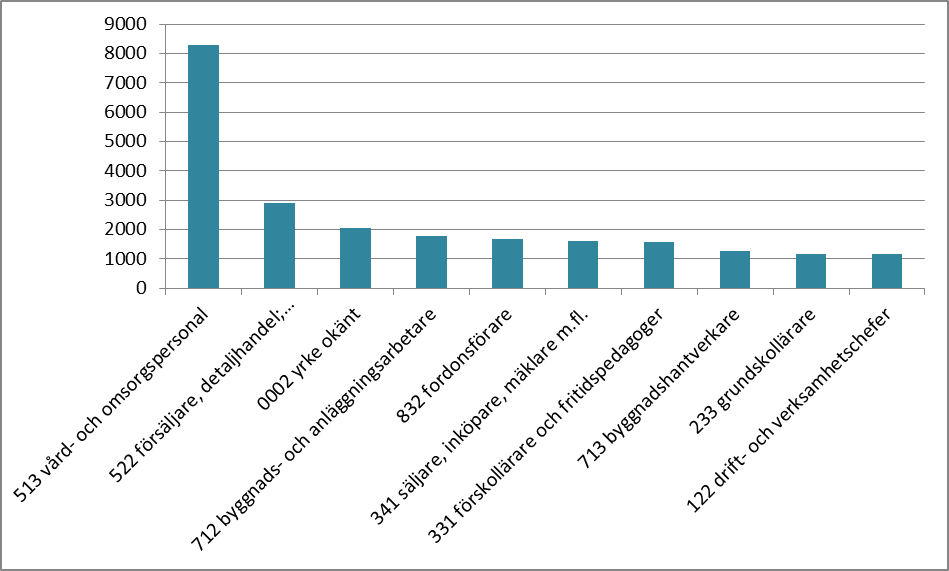 9000
8000
7000
6000
5000
4000
3000
2000
1000
0
513 vård- och omsorgspersonal
522 försäljare, detaljhandel;...
0002 yrke okänt
712 byggnads- och anläggningsarbetare
832 fordonsförare
341 säljare, inköpare, mäklare m.fl.
331 förskollärare och fritidspedagoger
713 byggnadshantverkare
233 grundskollärare
122 drift- och verksamhetschefer